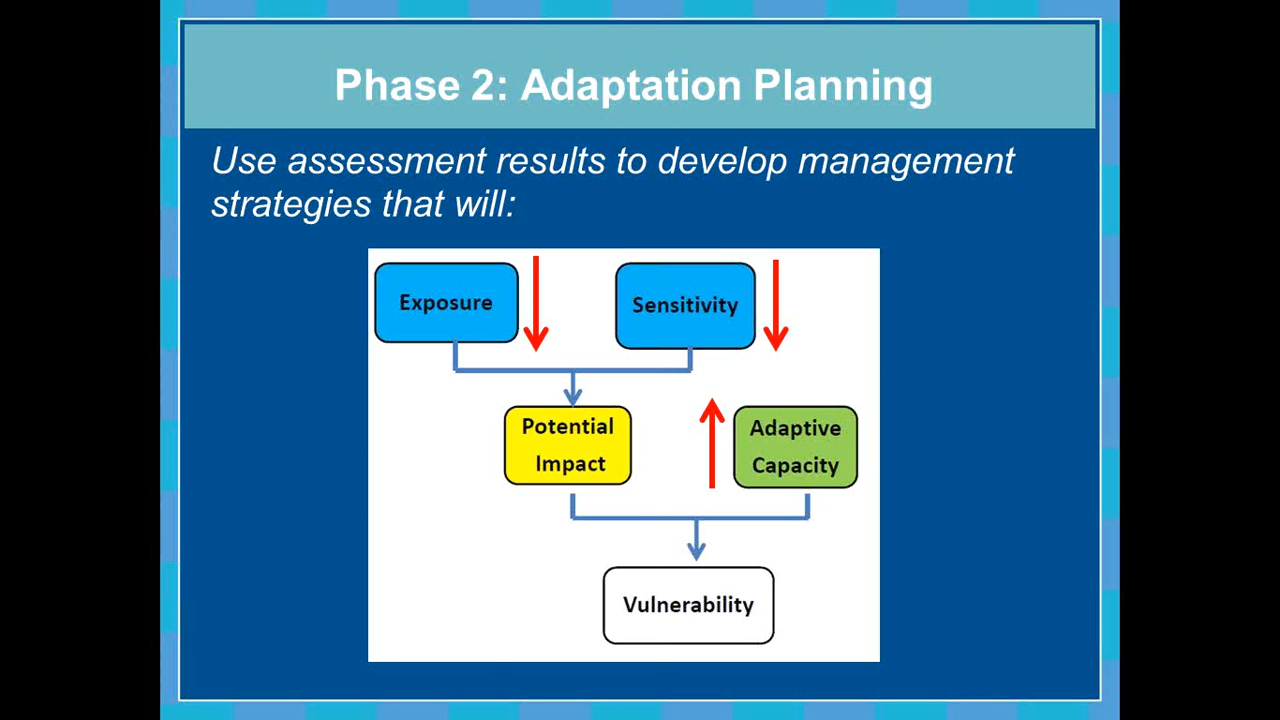 Phase 2: Adaptation Planning
Use assessment results to develop management
strategies that will:
Exposure
Sensitivity
Potential
Impact
Adaptive
Capacity
Vulnerability